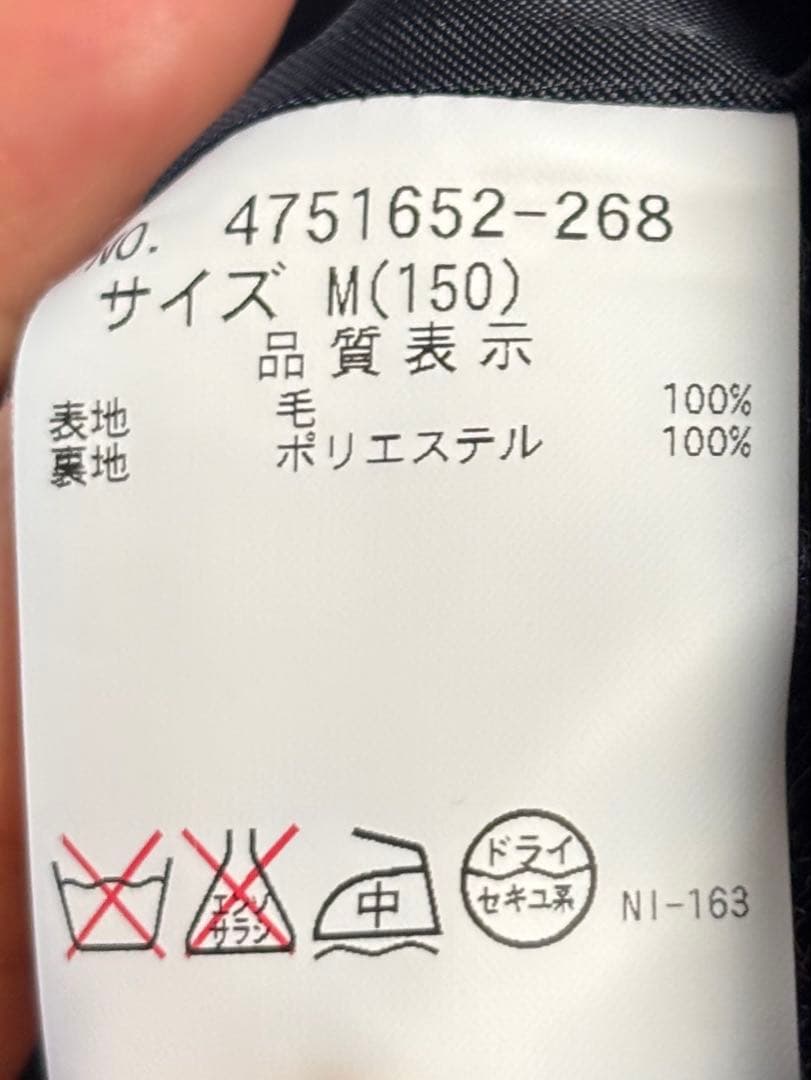 NO. 4751652-268
サイズ M(150)
品質表示
表地 毛 100%
裏地 ポリエステル 100%
エンソサラシ
中
ドライ
セキユ系
NI-163